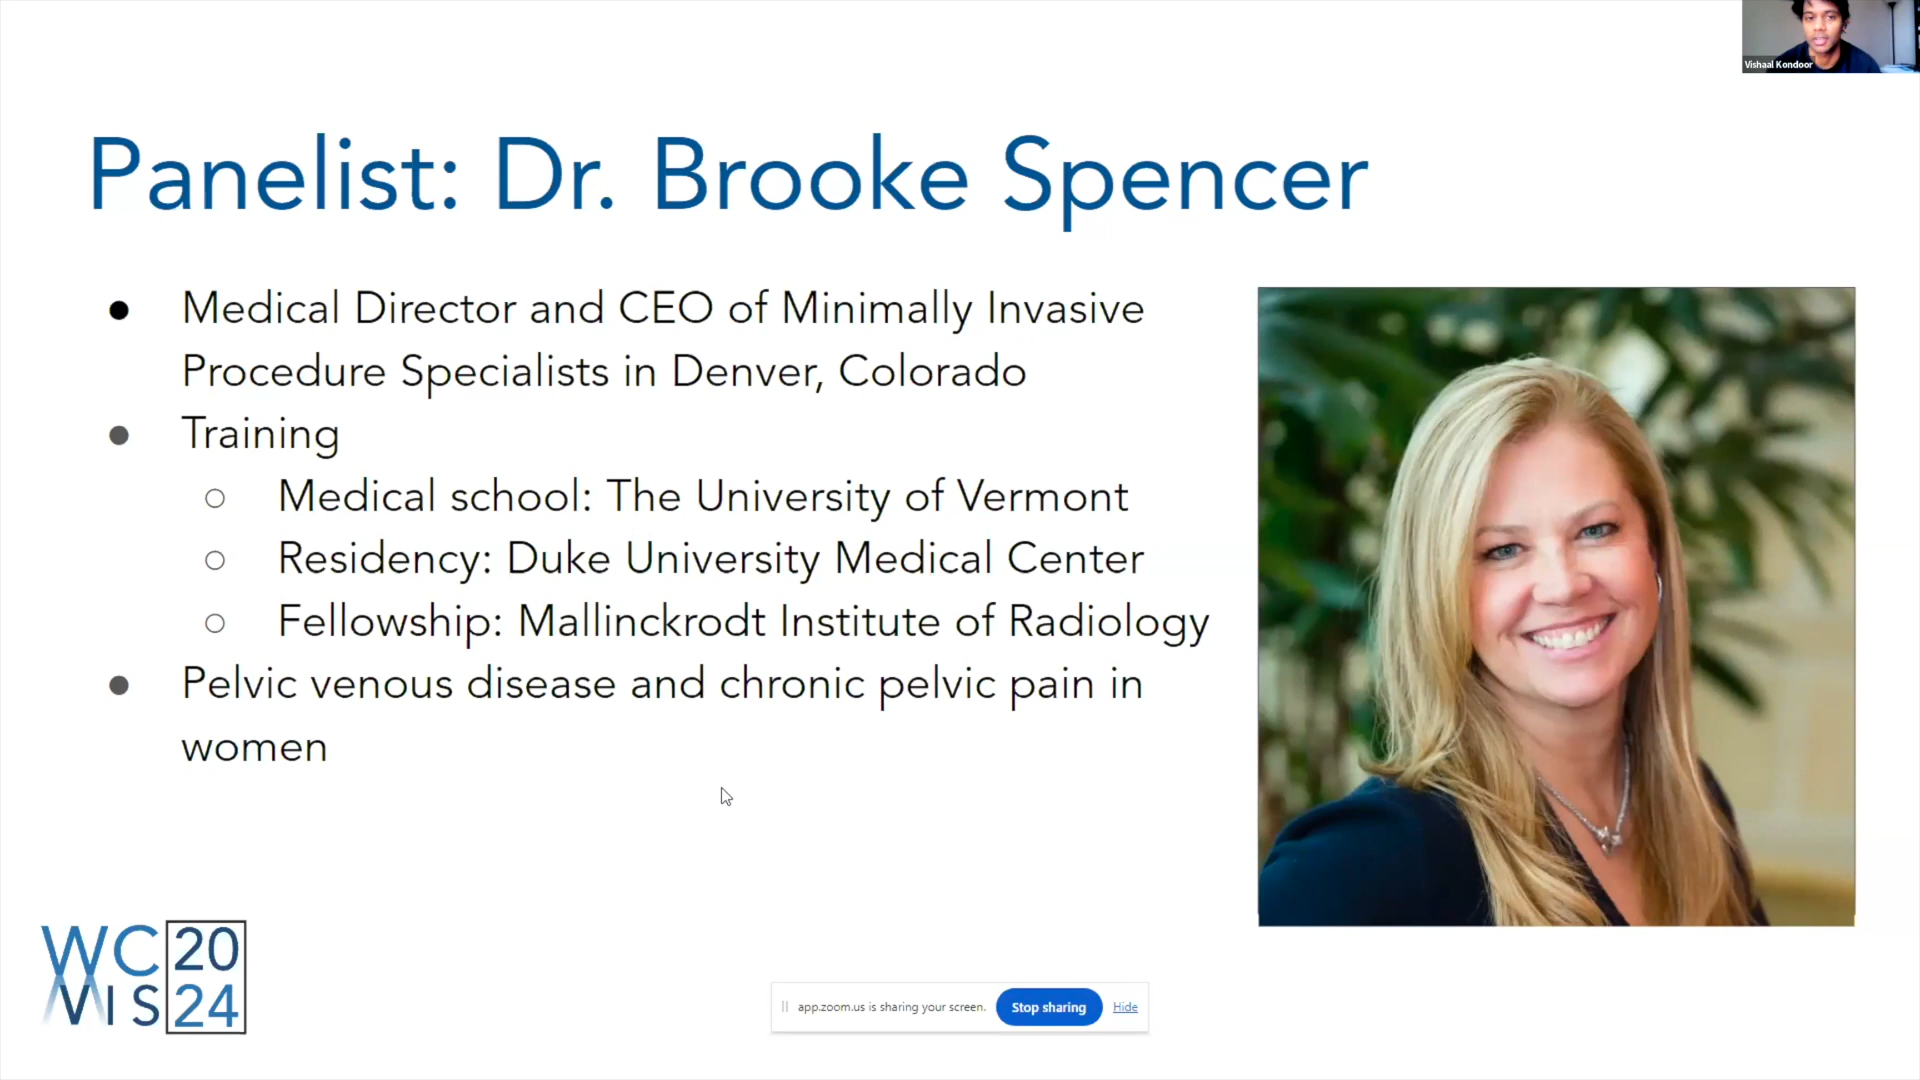 Vishaal Kondoor
Panelist: Dr. Brooke Spencer
● Medical Director and CEO of Minimally Invasive
Procedure Specialists in Denver, Colorado
● Training
○ Medical school: The University of Vermont
○ Residency: Duke University Medical Center
○ Fellowship: Mallinckrodt Institute of Radiology
● Pelvic venous disease and chronic pelvic pain in
women
WC 20
MIS 24
app.zoom.us is sharing your screen. Stop sharing Hide